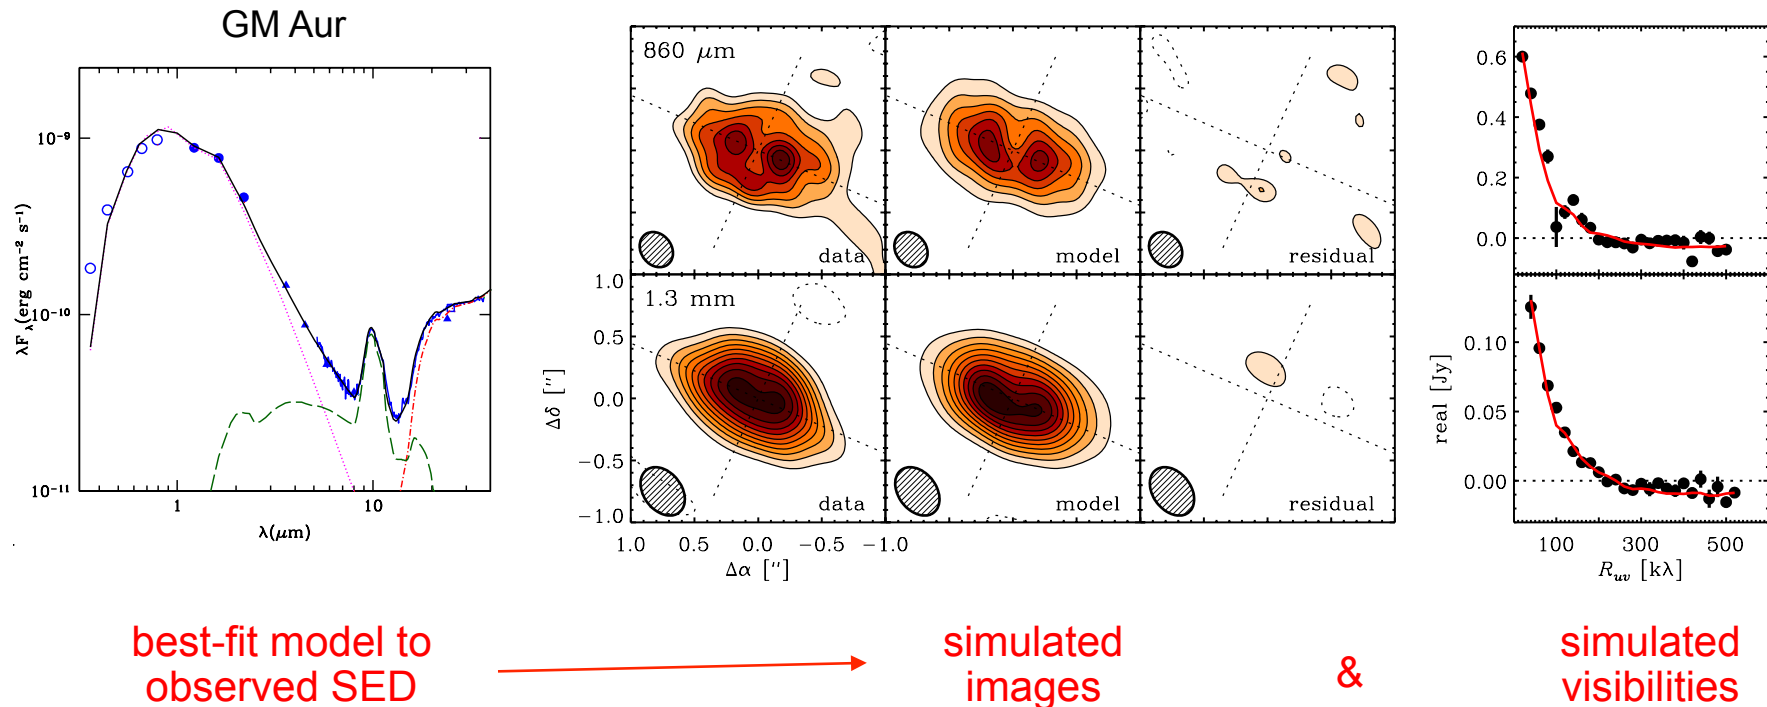 GM Aur
10⁻⁹
10⁻¹⁰
10⁻¹¹
λF λ(erg cm⁻² s⁻¹)
1
10
λ(μm)
860 μm
data
model
residual
1.3 mm
data
model
residual
1.0
0.5
0.0
−0.5
−1.0
Δδ ["]
1.0
0.5
0.0
−0.5
−1.0
Δα ["]
0.6
0.4
0.2
0.0
0.10
0.05
0.00
real [Jy]
100
300
500
R_uv [kλ]
best-fit model to
observed SED
simulated
images
&
simulated
visibilities